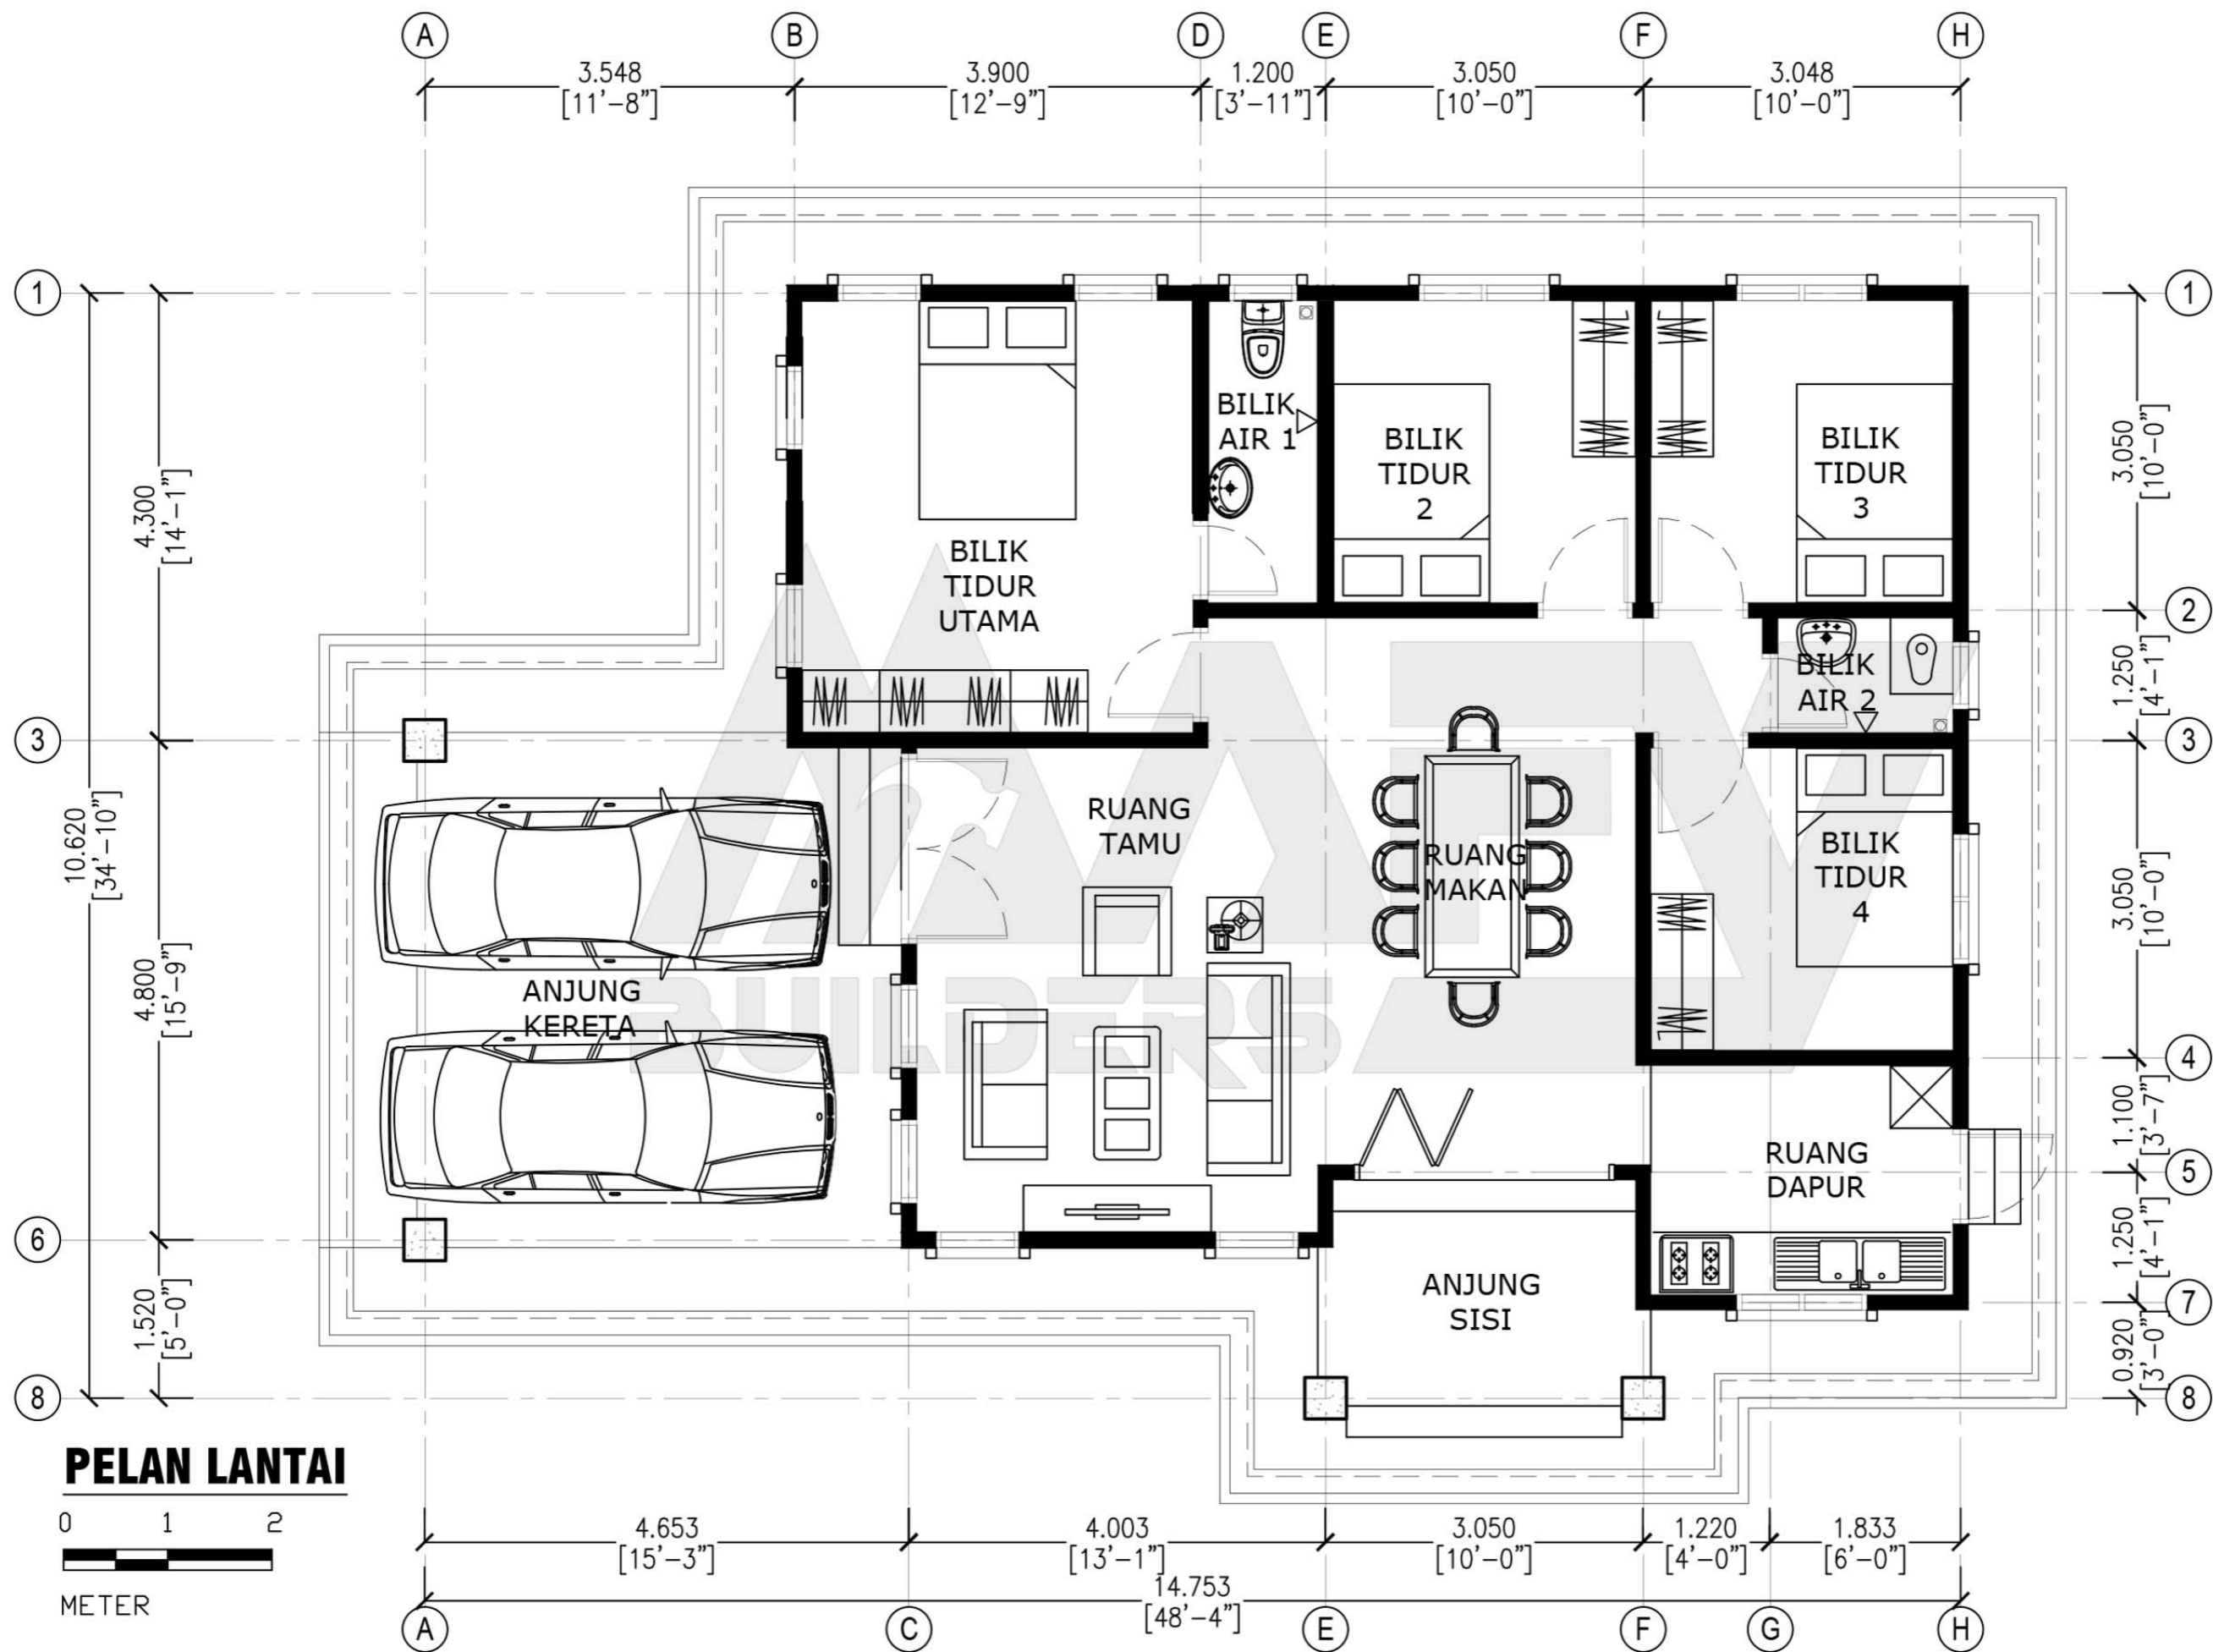 A B D E F H
3.548 3.900 1.200 3.050 3.048
[11'-8"] [12'-9"] [3'-11"] [10'-0"] [10'-0"]
1 1
4.300
[14'-1"]
3.050
[10'-0"]
BILIK
AIR 1
BILIK
TIDUR
2
BILIK
TIDUR
3
BILIK
TIDUR
UTAMA
2
1.250
[4'-1"]
BILIK
AIR 2
3 3
10.620
[34'-10"]
4.800
[15'-9"]
RUANG
TAMU
RUANG
MAKAN
BILIK
TIDUR
4
3.050
[10'-0"]
ANJUNG
KERETA
BUILDERS
4
1.100
[3'-7"]
RUANG
DAPUR
5
6
1.250
[4'-1"]
1.520
[5'-0"]
ANJUNG
SISI
7
0.920
[3'-0"]
8 8
PELAN LANTAI
0 1 2
METER
4.653 4.003 3.050 1.220 1.833
[15'-3"] [13'-1"] [10'-0"] [4'-0"] [6'-0"]
14.753
[48'-4"]
A C E F G H